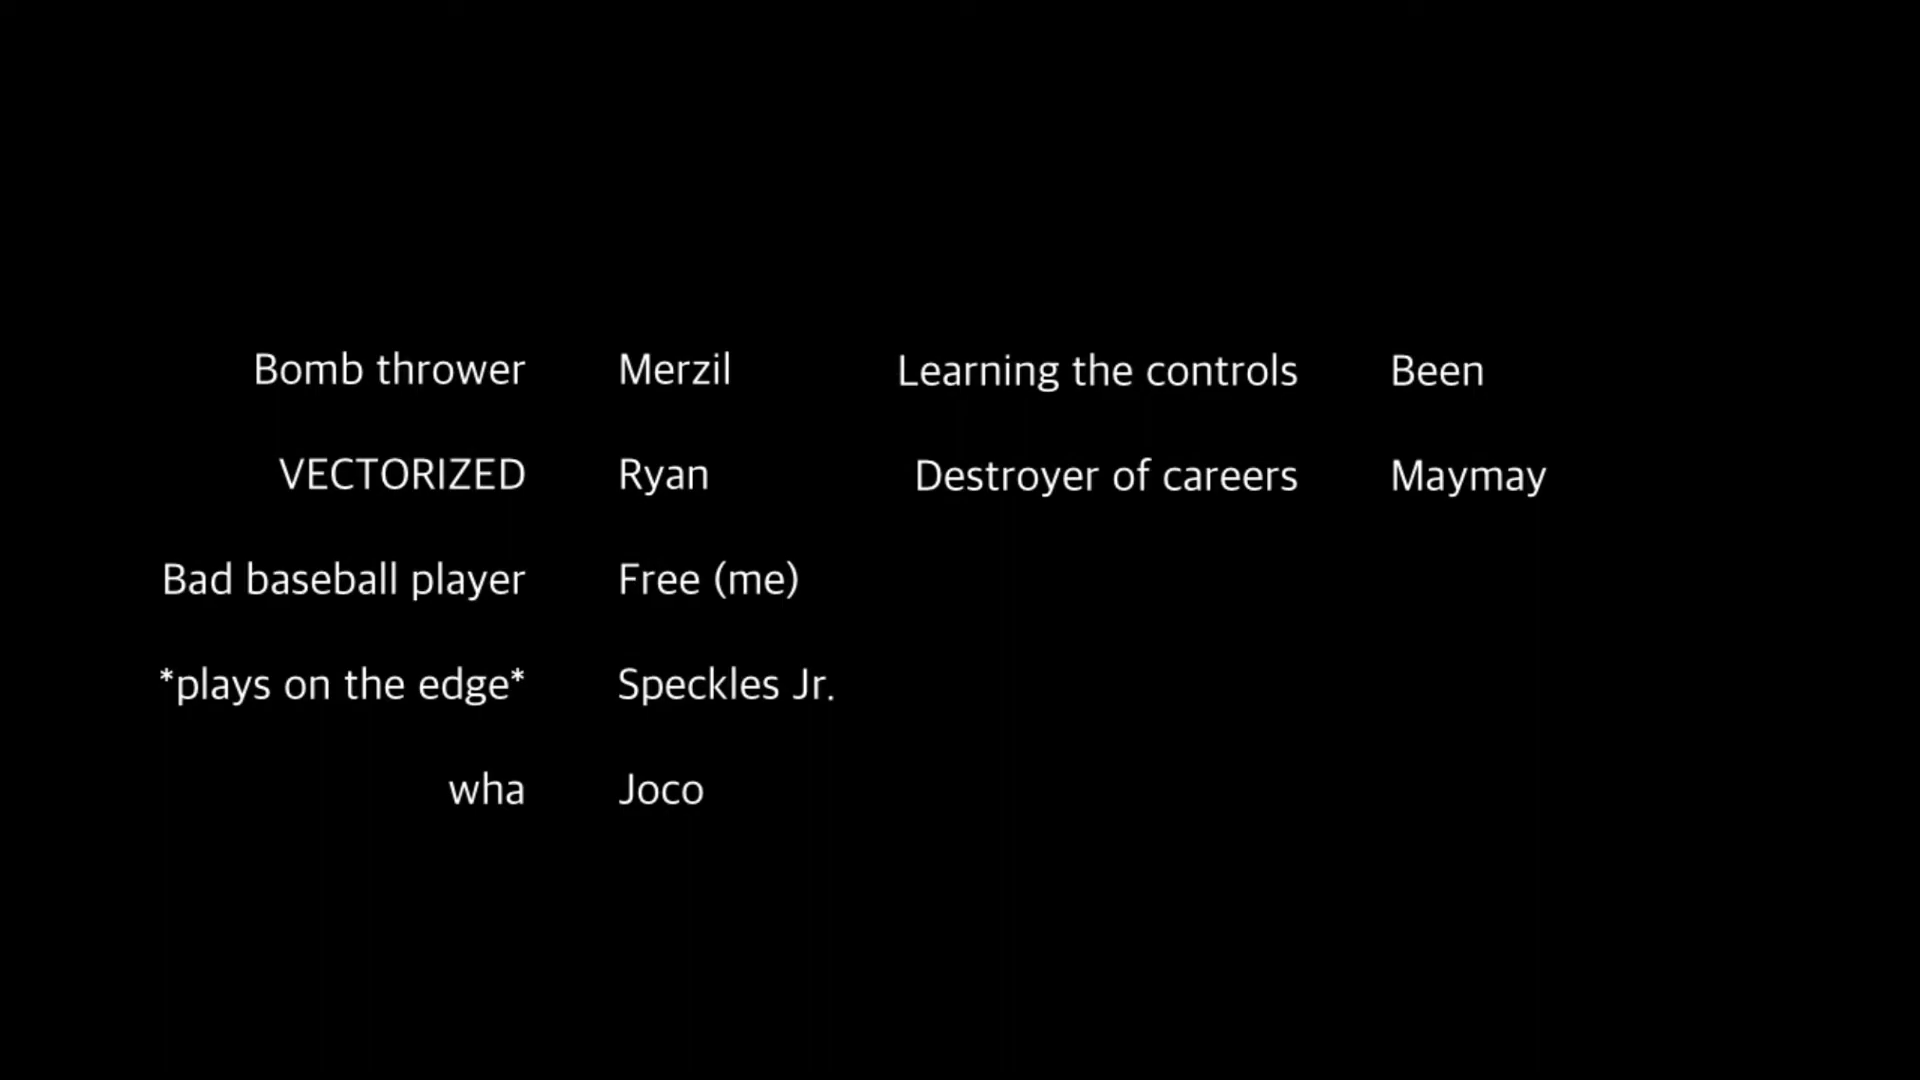 Bomb thrower Merzil
VECTORIZED Ryan
Bad baseball player Free (me)
*plays on the edge* Speckles Jr.
wha Joco
Learning the controls Been
Destroyer of careers Maymay